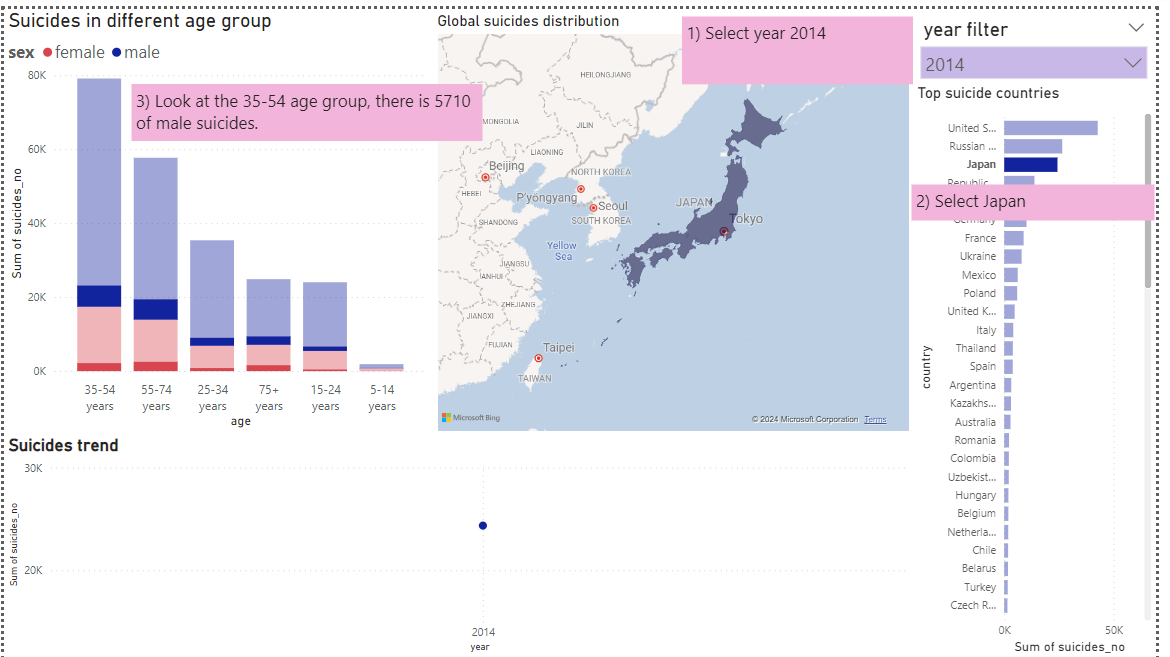 Suicides in different age group
sex female male
80K
60K
40K
20K
0K
Sum of suicides_no
35-54 years
55-74 years
25-34 years
75+ years
15-24 years
5-14 years
age
3) Look at the 35-54 age group, there is 5710
of male suicides.
Global suicides distribution
1) Select year 2014
HEILONGJIANG
MONGOLIA
JILIN
LIAONING
Beijing
NORTH KOREA
HEBEI
P'yŏngyang
Seoul
SOUTH KOREA
JAPAN
Tokyo
SHANDONG
Yellow
Sea
JIANGSU
ANHUI
ZHEJIANG
JIANGXI
FUJIAN
Taipei
TAIWAN
Microsoft Bing
© 2024 Microsoft Corporation Terms
year filter
2014
Top suicide countries
United S...
Russian ...
Japan
Republic...
2) Select Japan
Germany
France
Ukraine
Mexico
Poland
United K...
Italy
Thailand
Spain
Argentina
Kazakhs...
Australia
Romania
Colombia
Uzbekist...
Hungary
Belgium
Netherla...
Chile
Belarus
Turkey
Czech R...
country
0K
50K
Sum of suicides_no
Suicides trend
30K
20K
Sum of suicides_no
2014
year